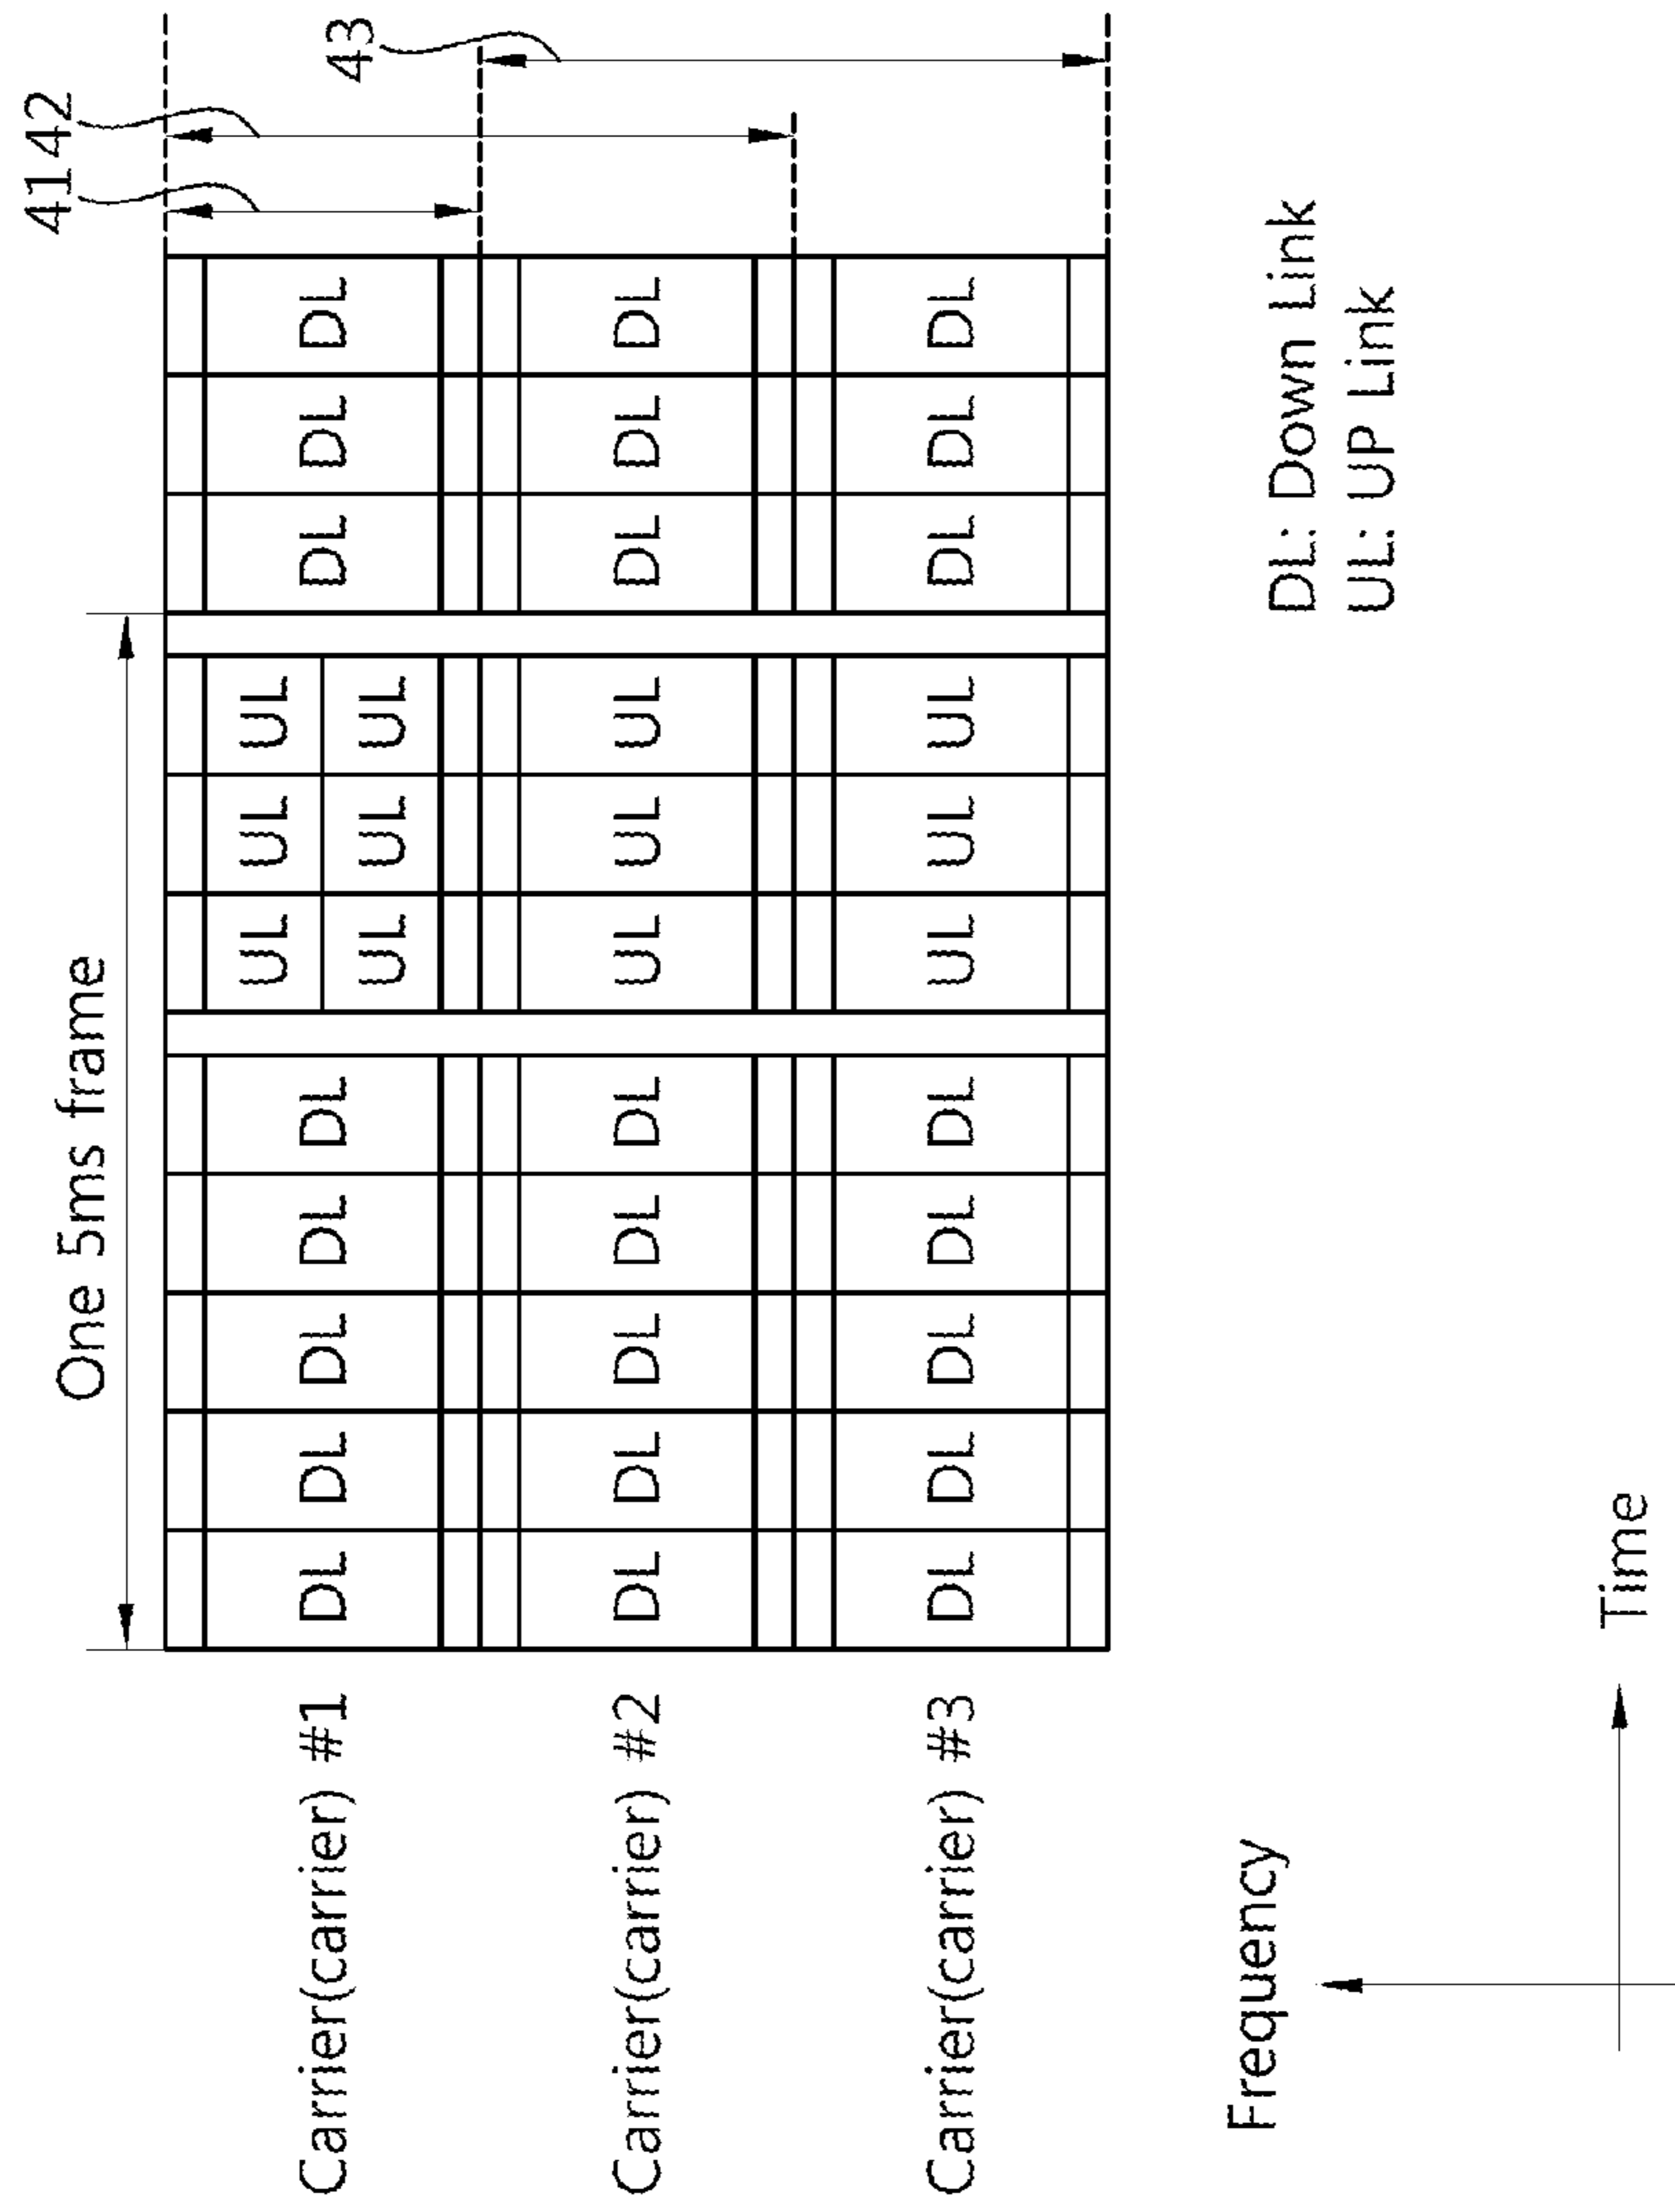 41 42
One 5ms frame
43
UL UL UL
Carrier(carrier) #1 DL DL DL DL DL DL DL DL
UL UL UL
Carrier(carrier) #2 DL DL DL DL DL UL UL UL DL DL DL
Carrier(carrier) #3 DL DL DL DL DL UL UL UL DL DL DL
Frequency
DL: Down Link
UL: UP Link
Time